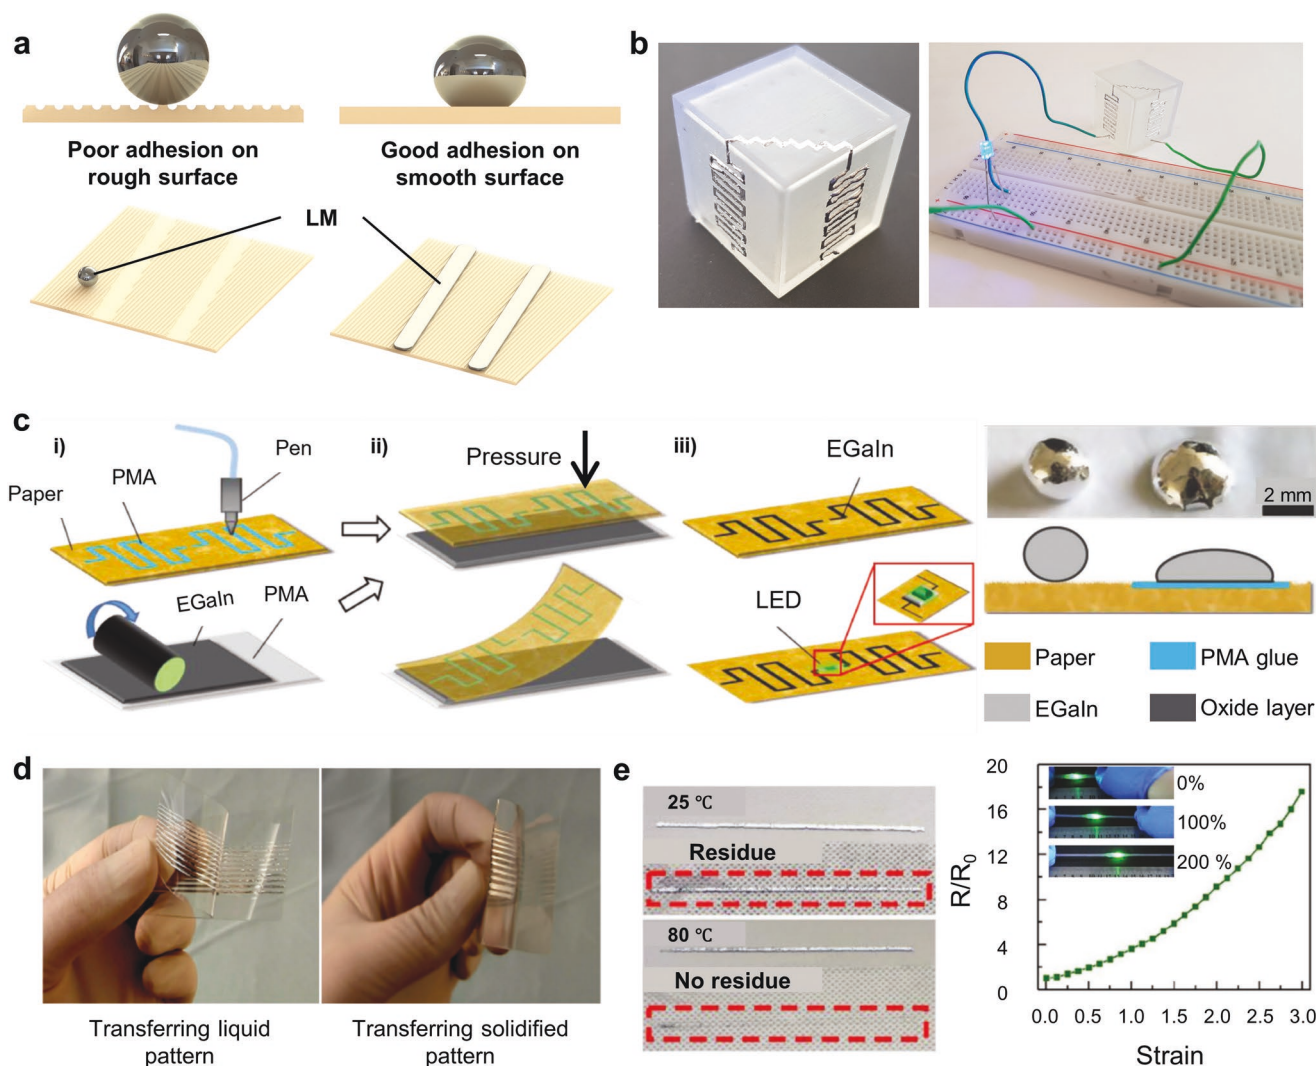 a
Poor adhesion on
rough surface
Good adhesion on
smooth surface
LM
b
c
i)
Pen
PMA
Paper
EGaIn
PMA
ii)
Pressure
iii)
EGaIn
LED
2 mm
Paper
PMA glue
EGaIn
Oxide layer
d
Transferring liquid
pattern
Transferring solidified
pattern
e
25 ℃
Residue
80 ℃
No residue
20
16
12
8
4
0
R/R0
0%
100%
200 %
0.0 0.5 1.0 1.5 2.0 2.5 3.0
Strain